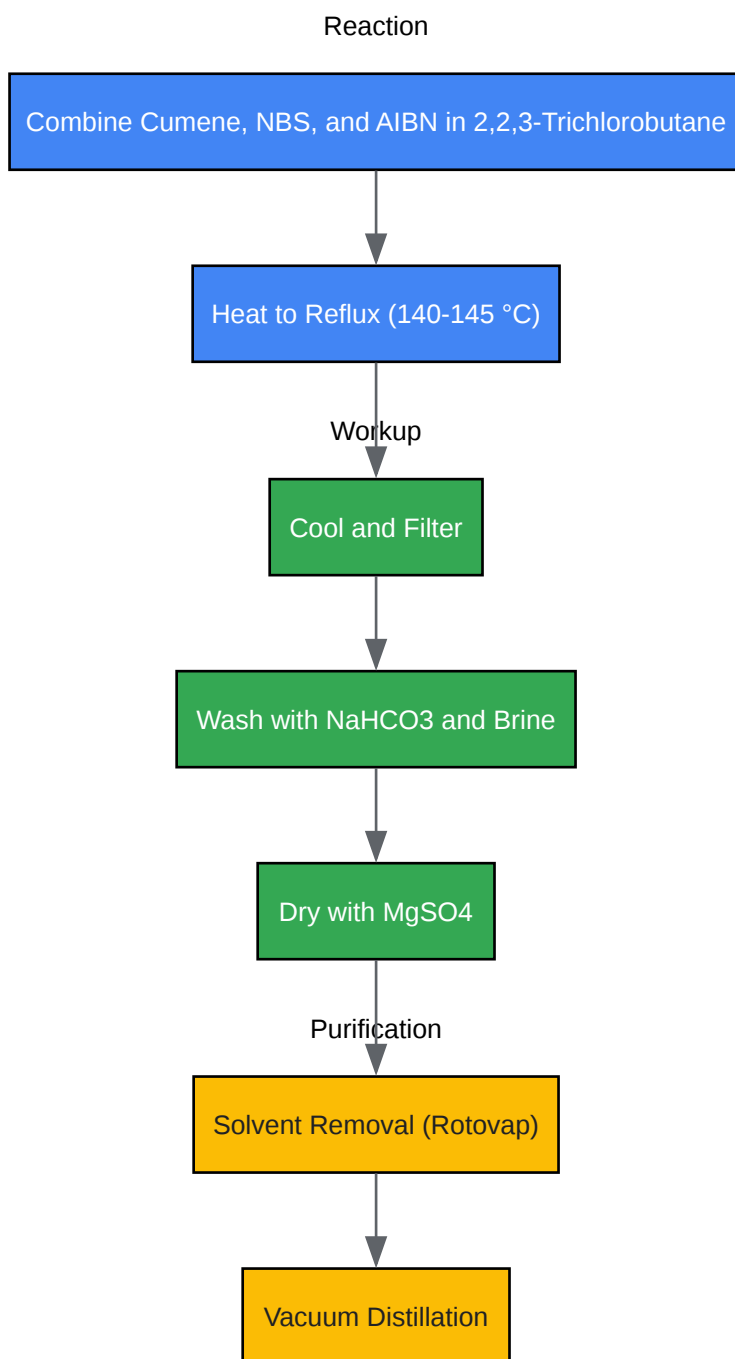 Reaction
Combine Cumene, NBS, and AIBN in 2,2,3-Trichlorobutane
Heat to Reflux (140-145 °C)
Workup
Cool and Filter
Wash with NaHCO3 and Brine
Dry with MgSO4
Purification
Solvent Removal (Rotovap)
Vacuum Distillation